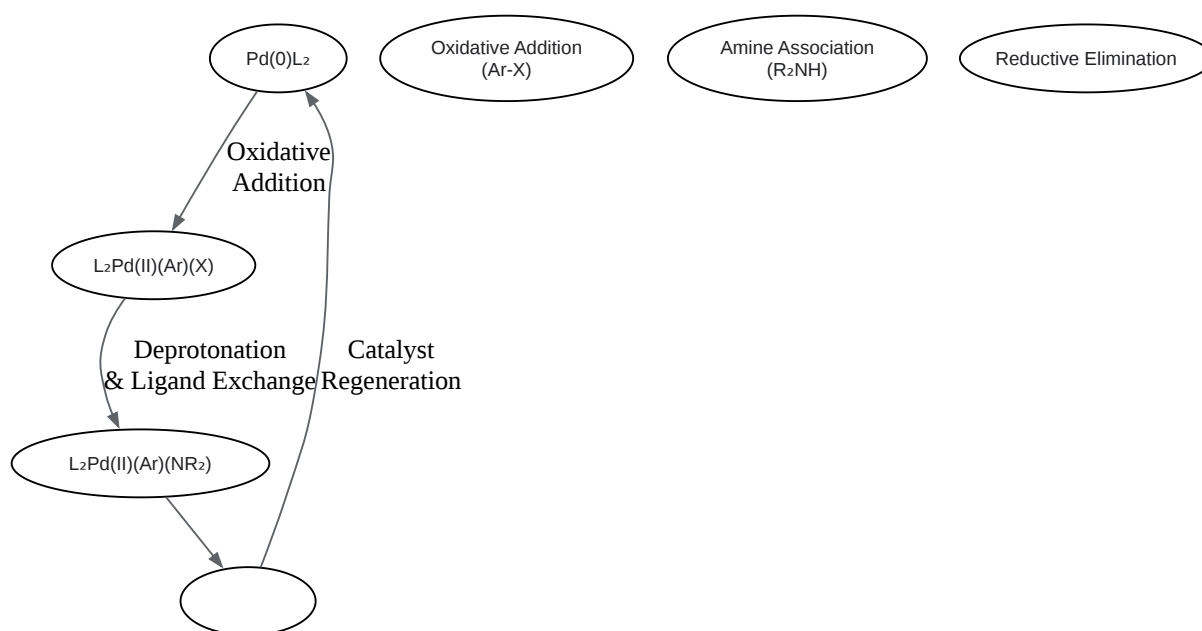 Pd(0)L₂
Oxidative Addition
(Ar-X)
Amine Association
(R₂NH)
Reductive Elimination
Oxidative
Addition
L₂Pd(II)(Ar)(X)
Deprotonation
& Ligand Exchange
Catalyst
Regeneration
L₂Pd(II)(Ar)(NR₂)